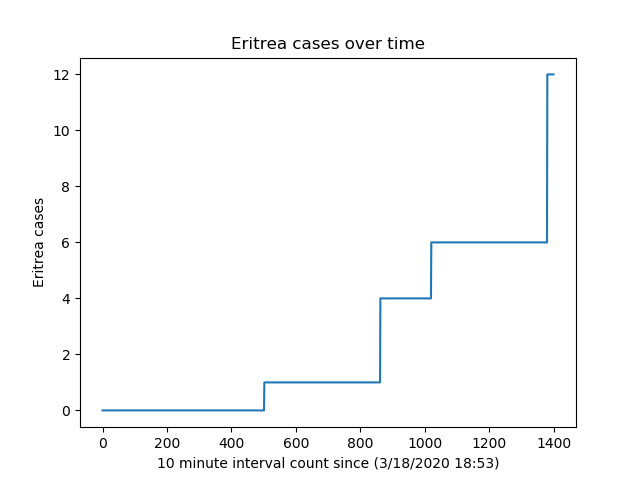 Eritrea cases over time
12
10
8
6
4
2
0
Eritrea cases
0 200 400 600 800 1000 1200 1400
10 minute interval count since (3/18/2020 18:53)